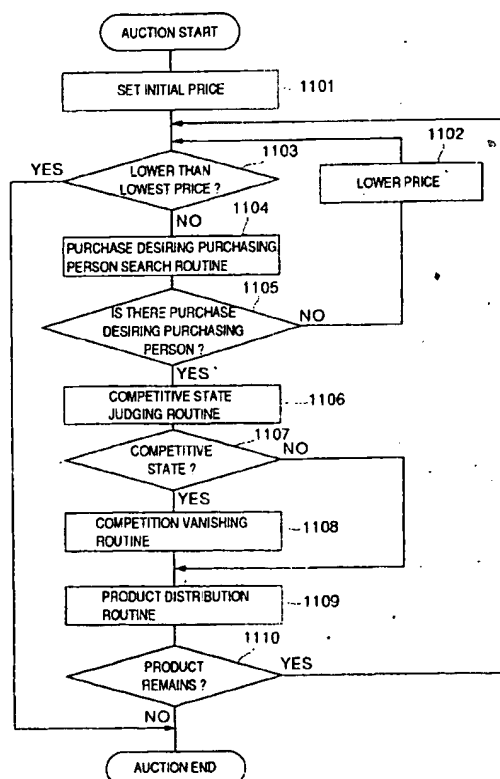 AUCTION START
SET INITIAL PRICE
1101
1102
LOWER PRICE
1103
YES
LOWER THAN
LOWEST PRICE ?
NO
1104
PURCHASE DESIRING PURCHASING
PERSON SEARCH ROUTINE
1105
IS THERE PURCHASE
DESIRING PURCHASING
PERSON ?
NO
YES
COMPETITIVE STATE
JUDGING ROUTINE
1106
1107
COMPETITIVE
STATE ?
NO
YES
COMPETITION VANISHING
ROUTINE
1108
PRODUCT DISTRIBUTION
ROUTINE
1109
1110
PRODUCT
REMAINS ?
YES
NO
AUCTION END